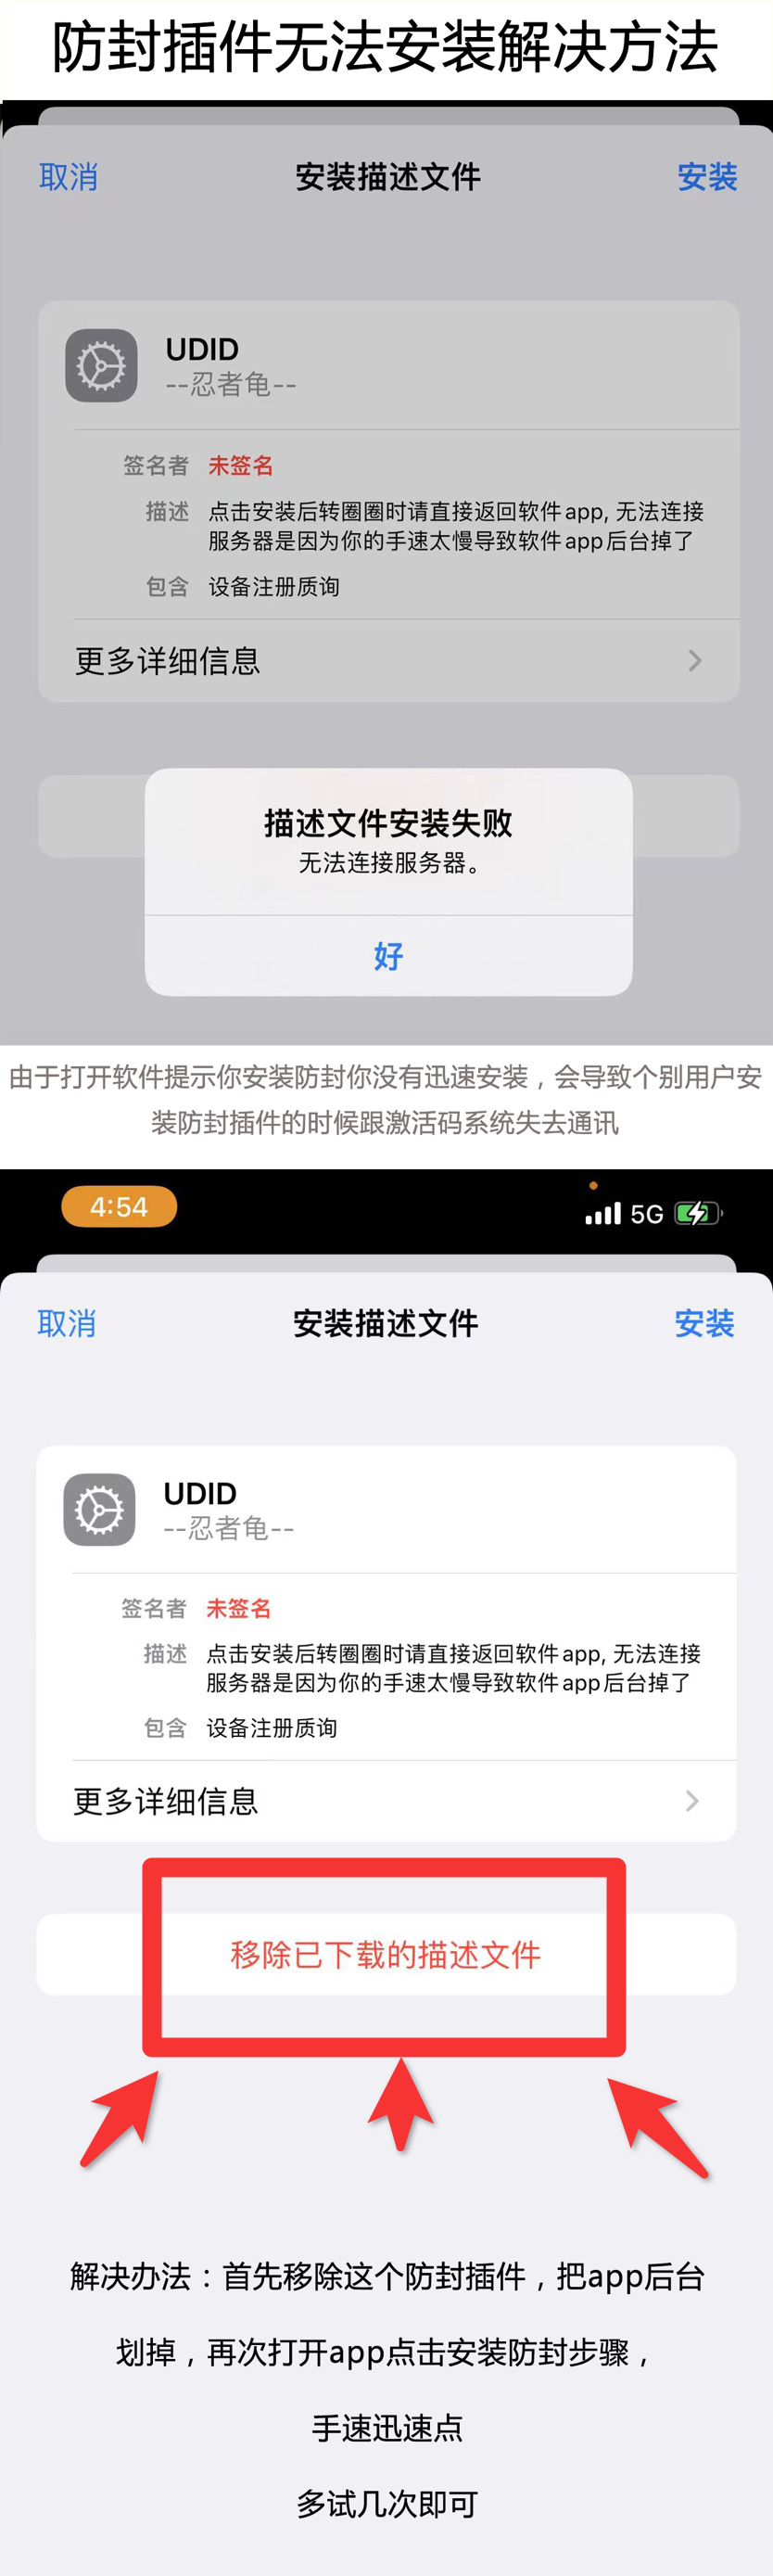 防封插件无法安装解决方法
取消 安装描述文件 安装
UDID
--忍者龟--
签名者 未签名
描述 点击安装后转圈圈时请直接返回软件app, 无法连接
服务器是因为你的手速太慢导致软件app后台掉了
包含 设备注册质询
更多详细信息
描述文件安装失败
无法连接服务器。
好
由于打开软件提示你安装防封你没有迅速安装，会导致个别用户安
装防封插件的时候跟激活码系统失去通讯
4:54 5G
取消 安装描述文件 安装
UDID
--忍者龟--
签名者 未签名
描述 点击安装后转圈圈时请直接返回软件app, 无法连接
服务器是因为你的手速太慢导致软件app后台掉了
包含 设备注册质询
更多详细信息
移除已下载的描述文件
解决办法：首先移除这个防封插件，把app后台
划掉，再次打开app点击安装防封步骤，
手速迅速点
多试几次即可